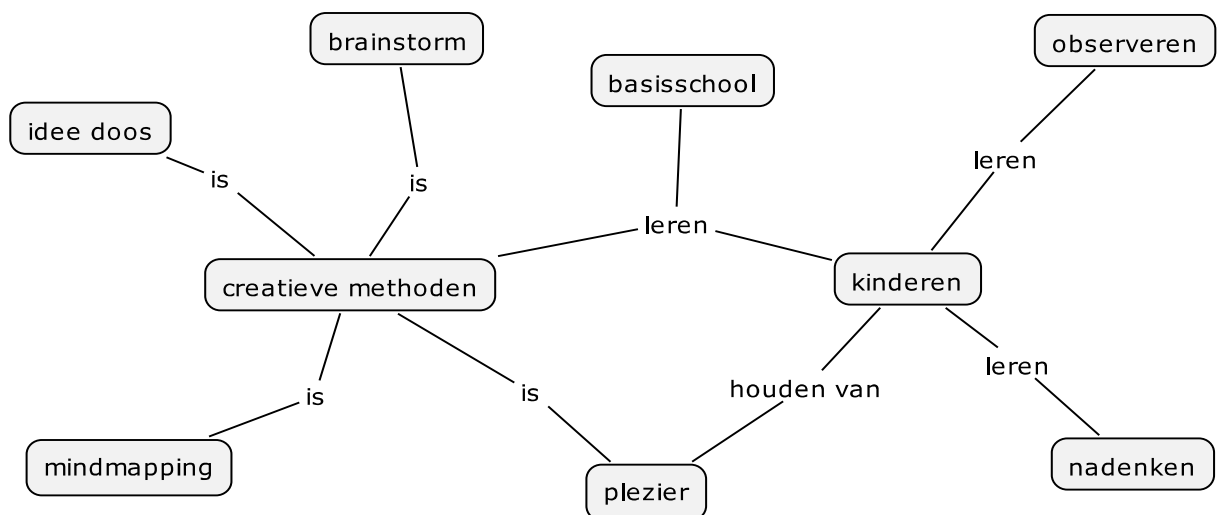 brainstorm
observeren
basisschool
idee doos
leren
is
is
leren
creatieve methoden
kinderen
leren
houden van
is
is
mindmapping
nadenken
plezier